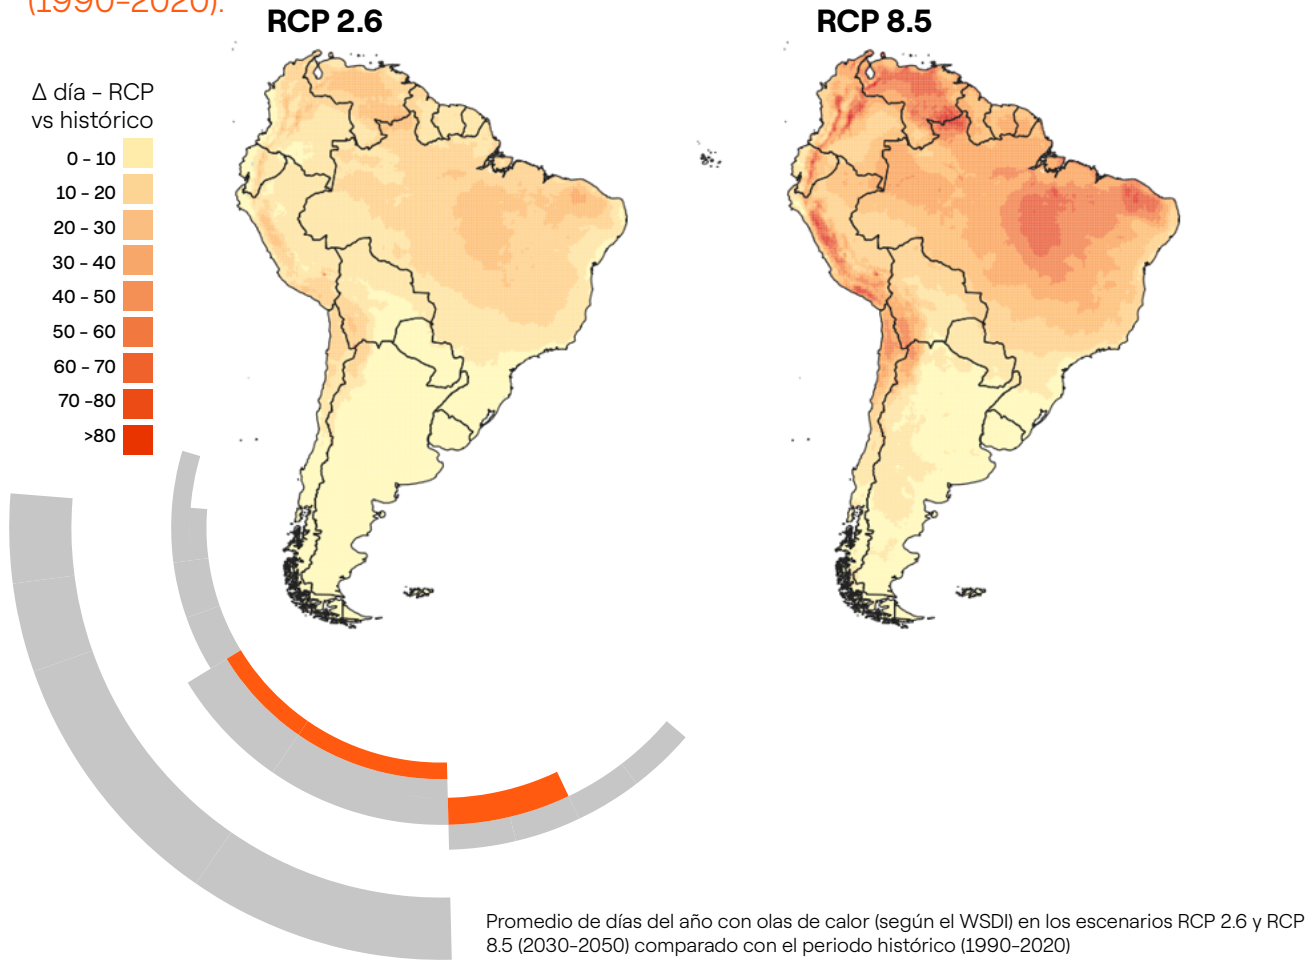 (1990-2020).
RCP 2.6
RCP 8.5
Δ día - RCP
vs histórico
0 - 10
10 - 20
20 - 30
30 - 40
40 - 50
50 - 60
60 - 70
70 -80
>80
Promedio de días del año con olas de calor (según el WSDI) en los escenarios RCP 2.6 y RCP
8.5 (2030-2050) comparado con el periodo histórico (1990-2020)